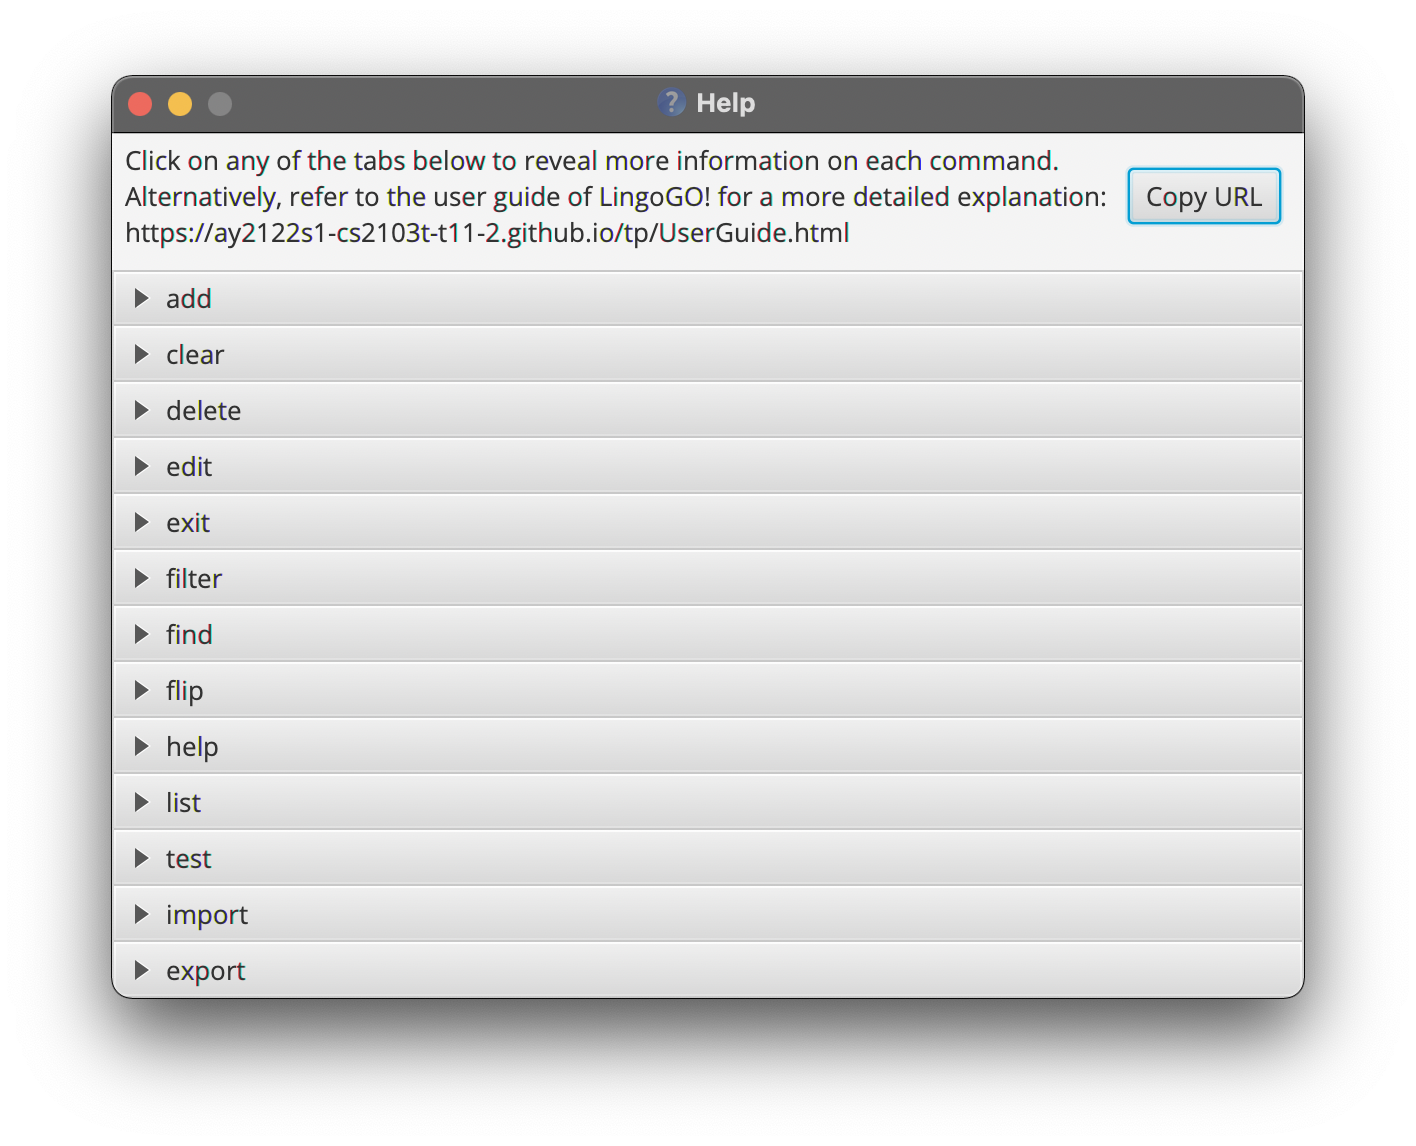 Help
Click on any of the tabs below to reveal more information on each command.
Alternatively, refer to the user guide of LingoGO! for a more detailed explanation:
https://ay2122s1-cs2103t-t11-2.github.io/tp/UserGuide.html
Copy URL
add
clear
delete
edit
exit
filter
find
flip
help
list
test
import
export